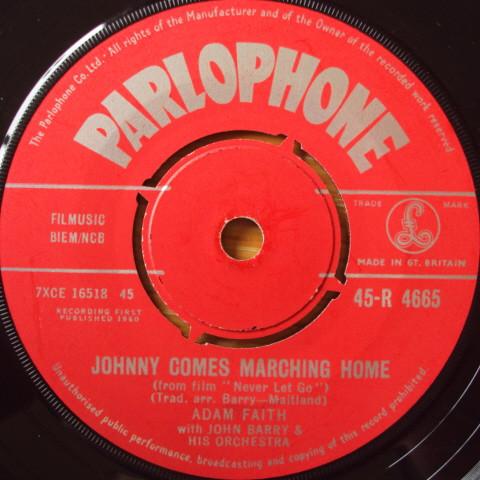 The Parlophone Co. Ltd. All rights of the Manufacturer and of the Owner of the recorded work reserved
PARLOPHONE
FILMUSIC
BIEM/NCB
TRADE MARK
£
MADE IN GT. BRITAIN
7XCE 16518 45
RECORDING FIRST
PUBLISHED 1960
45-R 4665
JOHNNY COMES MARCHING HOME
(from film "Never Let Go")
(Trad. arr. Barry—Maitland)
ADAM FAITH
with JOHN BARRY &
HIS ORCHESTRA
Unauthorised public performance, broadcasting and copying of this record prohibited